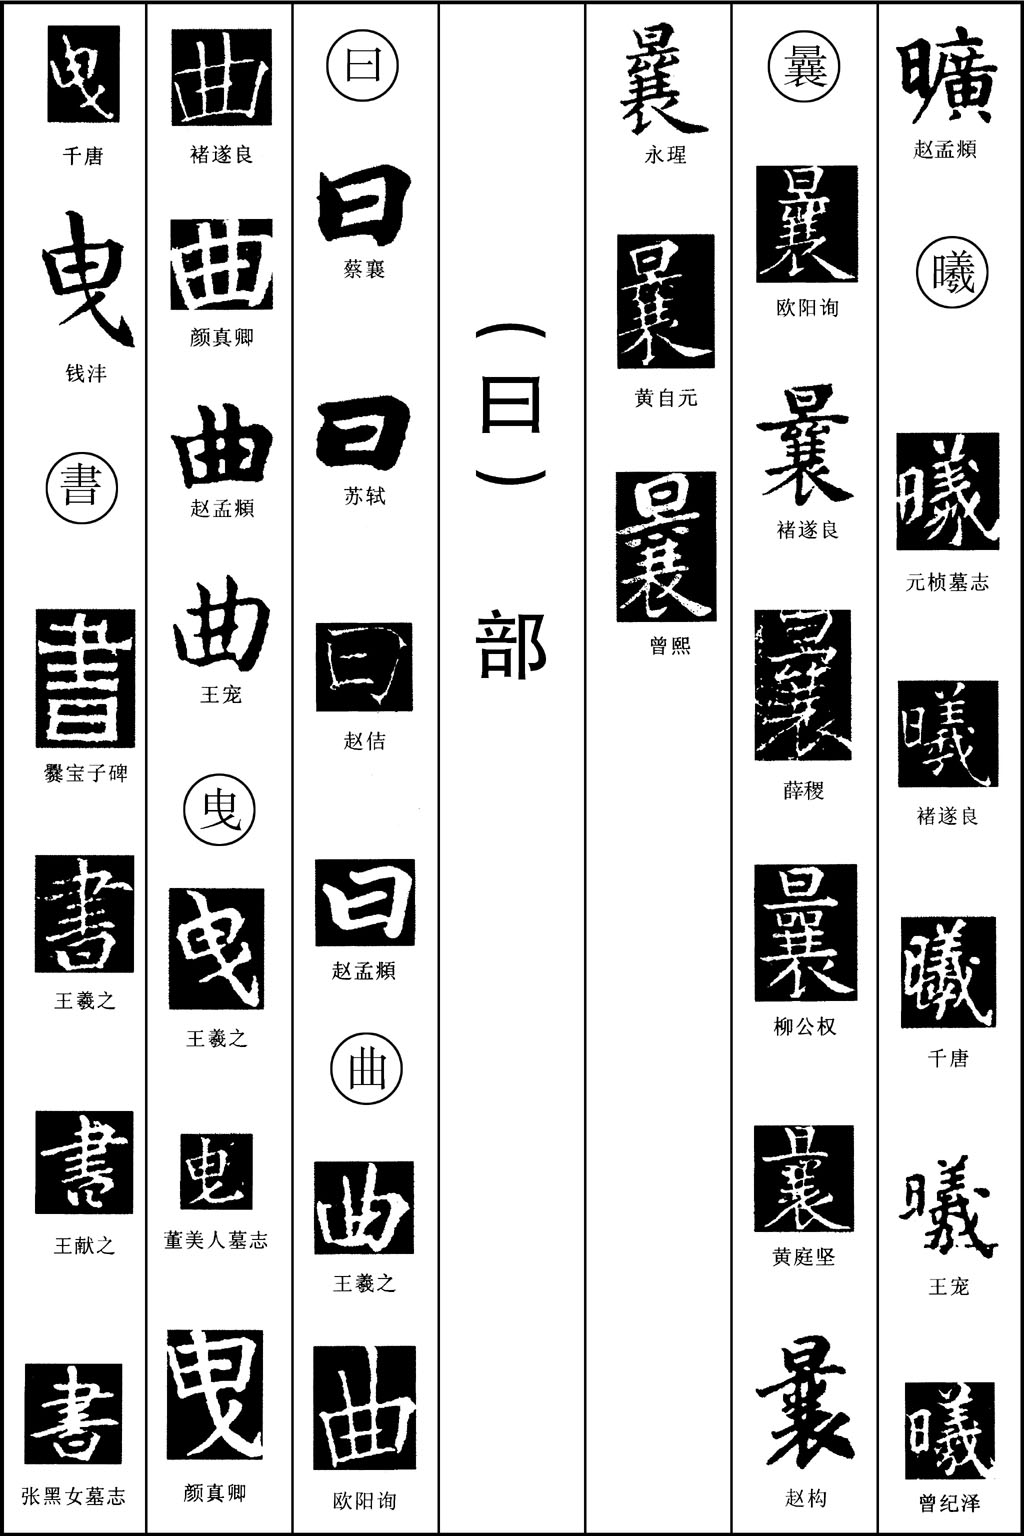 曠
赵孟頫
曦
曦
元桢墓志
曦
褚遂良
曦
千唐
曦
王宠
曦
曾纪泽
曩
曩
欧阳询
曩
褚遂良
曩
薛稷
曩
柳公权
曩
黄庭坚
曩
赵构
曩
永瑆
曩
黄自元
曩
曾熙
（曰）部
曰
曰
蔡襄
曰
苏轼
曰
赵佶
曰
赵孟頫
曲
曲
王羲之
曲
欧阳询
曲
褚遂良
曲
颜真卿
曲
赵孟頫
曲
王宠
曳
曳
王羲之
曳
董美人墓志
曳
颜真卿
曳
千唐
曳
钱沣
書
書
爨宝子碑
書
王羲之
書
王献之
書
张黑女墓志